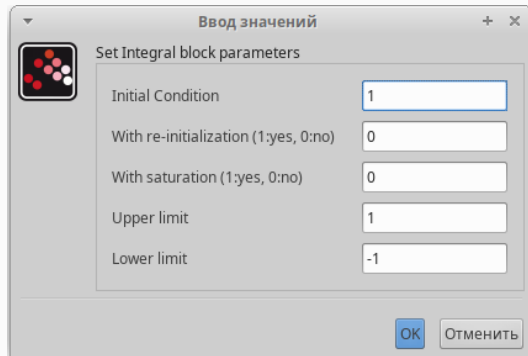 Ввод значений
Set Integral block parameters
Initial Condition 1
With re-initialization (1:yes, 0:no) 0
With saturation (1:yes, 0:no) 0
Upper limit 1
Lower limit -1
OK Отменить